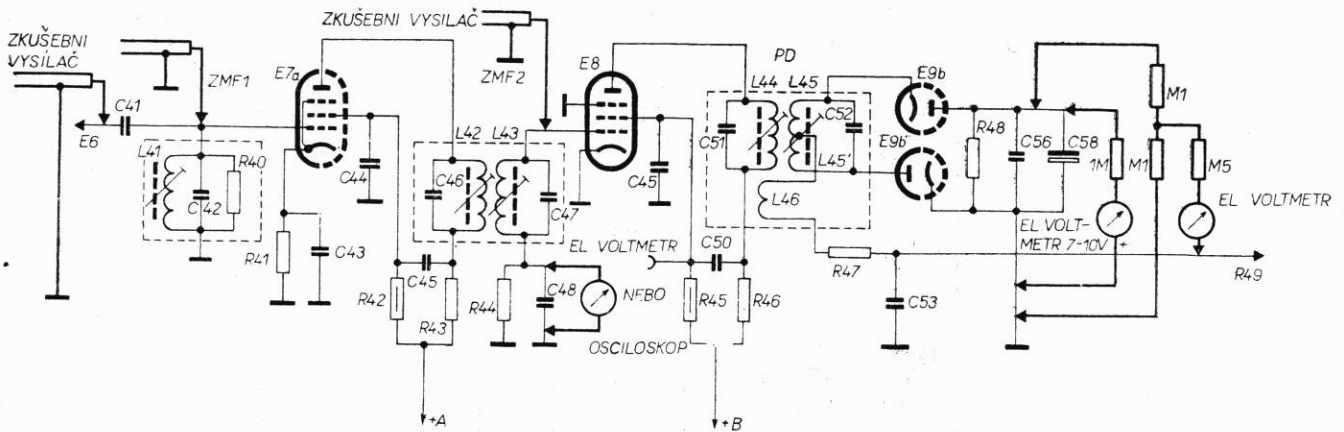 ZKUŠEBNI VYSILAČ
ZKUŠEBNI
VYSILAČ
ZMF1
ZMF2
E6
C41
L41
C42
R40
E7a
R41
C43
C44
L42
L43
C46
C47
C45
R42
R43
R44
C48
NEBO
+A
E8
C45
EL VOLTMETR
OSCILOSKOP
C50
R45
R46
+B
PD
L44
L45
C51
C52
L45'
L46
R47
C53
E9b
E9b'
R48
C56
C58
1M
M1
M1
M5
EL VOLT-
METR 7-10V
+
EL VOLTMETR
R49